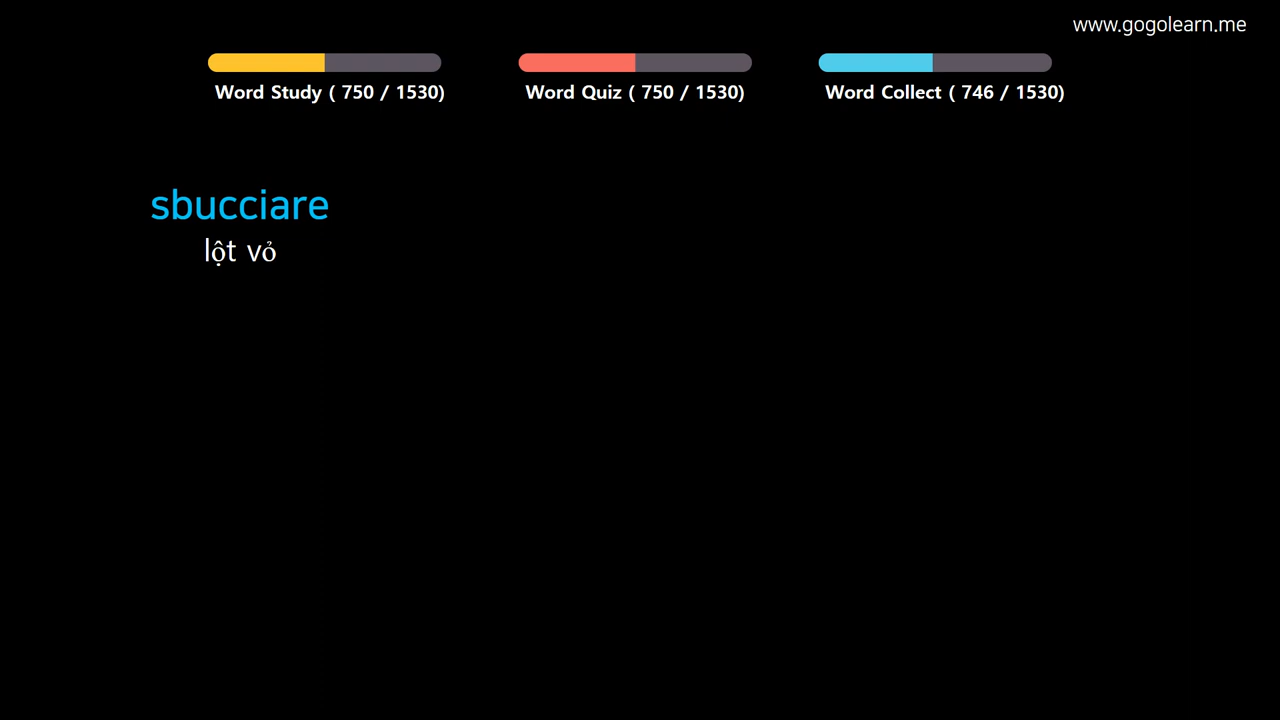 www.gogolearn.me
Word Study ( 750 / 1530)
Word Quiz ( 750 / 1530)
Word Collect ( 746 / 1530)
sbucciare
lột vỏ